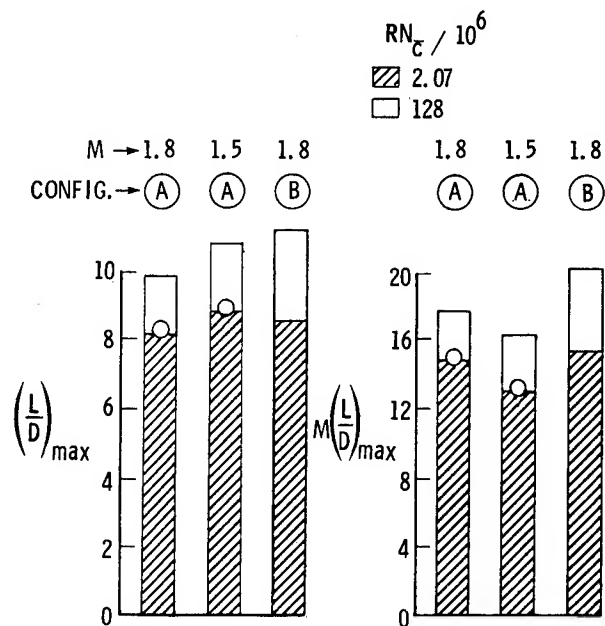 RN_c̅ / 10^6
2.07
128
M → 1.8 1.5 1.8 1.8 1.5 1.8
CONFIG. → A A B A A B
10
8
6
4
2
0
(L/D)max
20
16
12
8
4
0
M(L/D)max